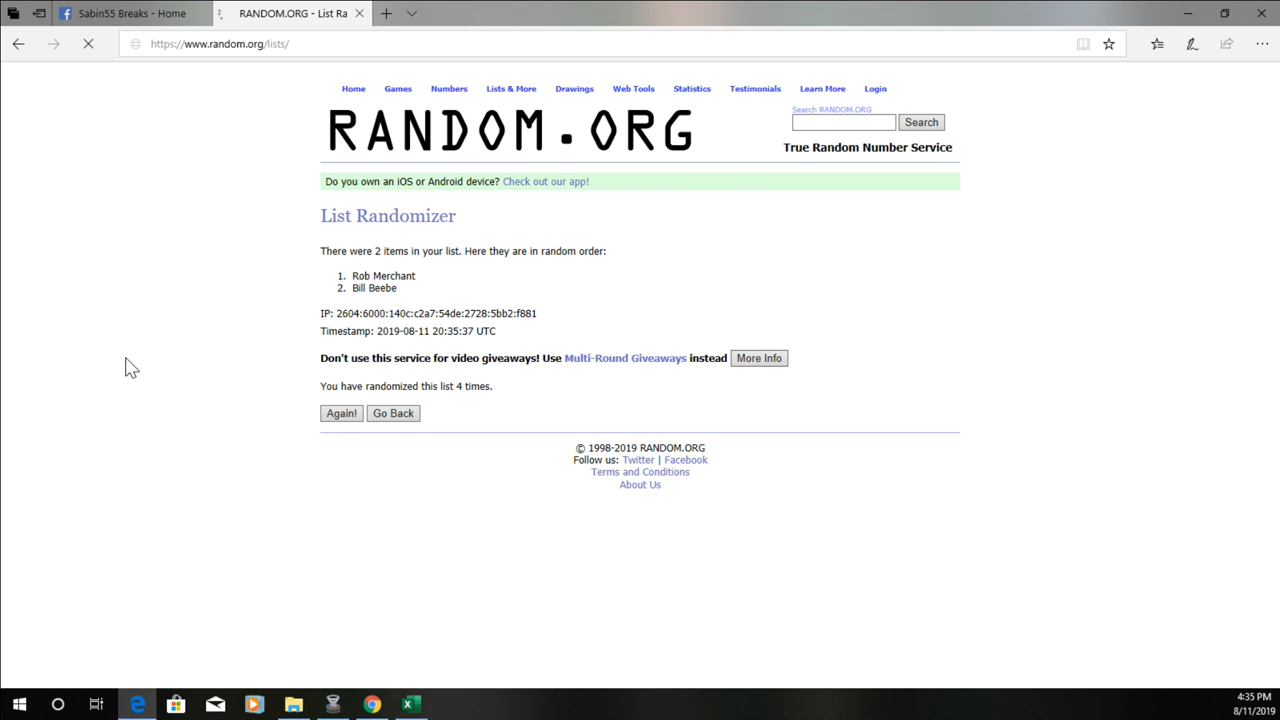 Sabin55 Breaks - Home
RANDOM.ORG - List Ra
https://www.random.org/lists/
Home Games Numbers Lists & More Drawings Web Tools Statistics Testimonials Learn More Login
RANDOM.ORG
Search RANDOM.ORG
Search
True Random Number Service
Do you own an iOS or Android device? Check out our app!
List Randomizer
There were 2 items in your list. Here they are in random order:
1. Rob Merchant
2. Bill Beebe
IP: 2604:6000:140c:c2a7:54de:2728:5bb2:f881
Timestamp: 2019-08-11 20:35:37 UTC
Don't use this service for video giveaways! Use Multi-Round Giveaways instead More Info
You have randomized this list 4 times.
Again! Go Back
© 1998-2019 RANDOM.ORG
Follow us: Twitter | Facebook
Terms and Conditions
About Us
4:35 PM
8/11/2019